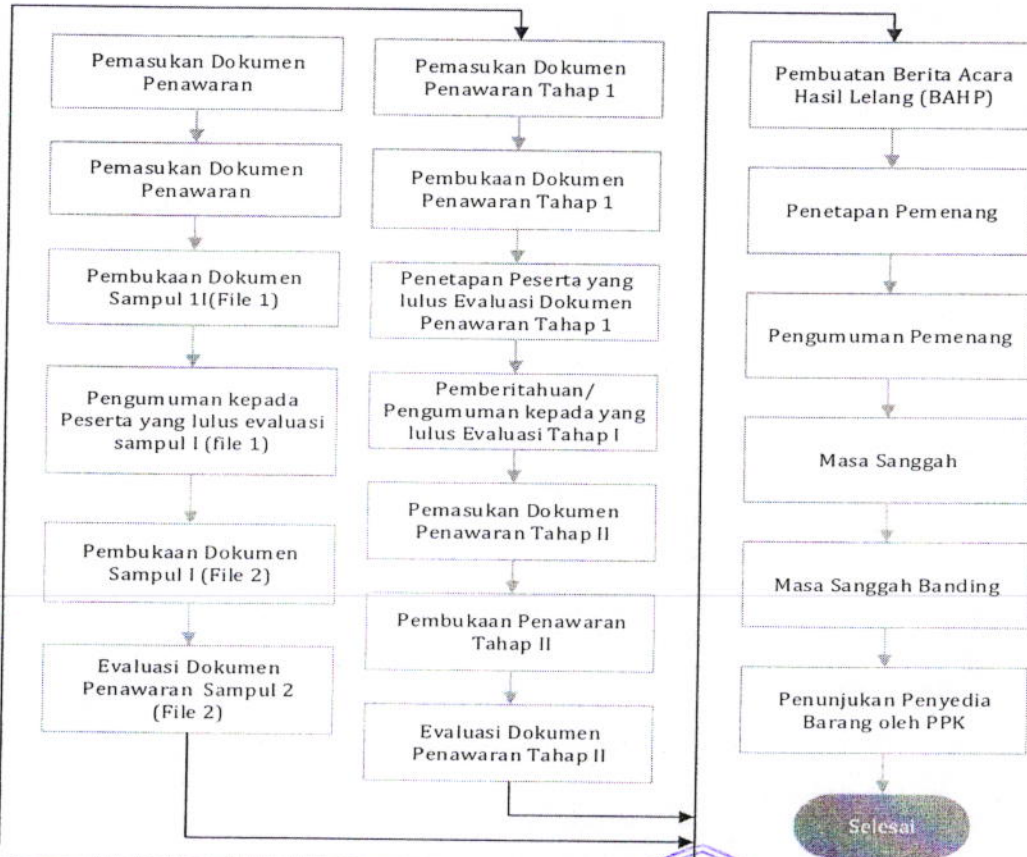 Pemasukan Dokumen
Penawaran
Pemasukan Dokumen
Penawaran
Pembukaan Dokumen
Sampul 1I(File 1)
Pengumuman kepada
Peserta yang lulus evaluasi
sampul I (file 1)
Pembukaan Dokumen
Sampul I (File 2)
Evaluasi Dokumen
Penawaran Sampul 2
(File 2)
Pemasukan Dokumen
Penawaran Tahap 1
Pembukaan Dokumen
Penawaran Tahap 1
Penetapan Peserta yang
lulus Evaluasi Dokumen
Penawaran Tahap 1
Pemberitahuan/
Pengumuman kepada yang
lulus Evaluasi Tahap I
Pemasukan Dokumen
Penawaran Tahap II
Pembukaan Penawaran
Tahap II
Evaluasi Dokumen
Penawaran Tahap II
Pembuatan Berita Acara
Hasil Lelang (BAHP)
Penetapan Pemenang
Pengumuman Pemenang
Masa Sanggah
Masa Sanggah Banding
Penunjukan Penyedia
Barang oleh PPK
Selesai